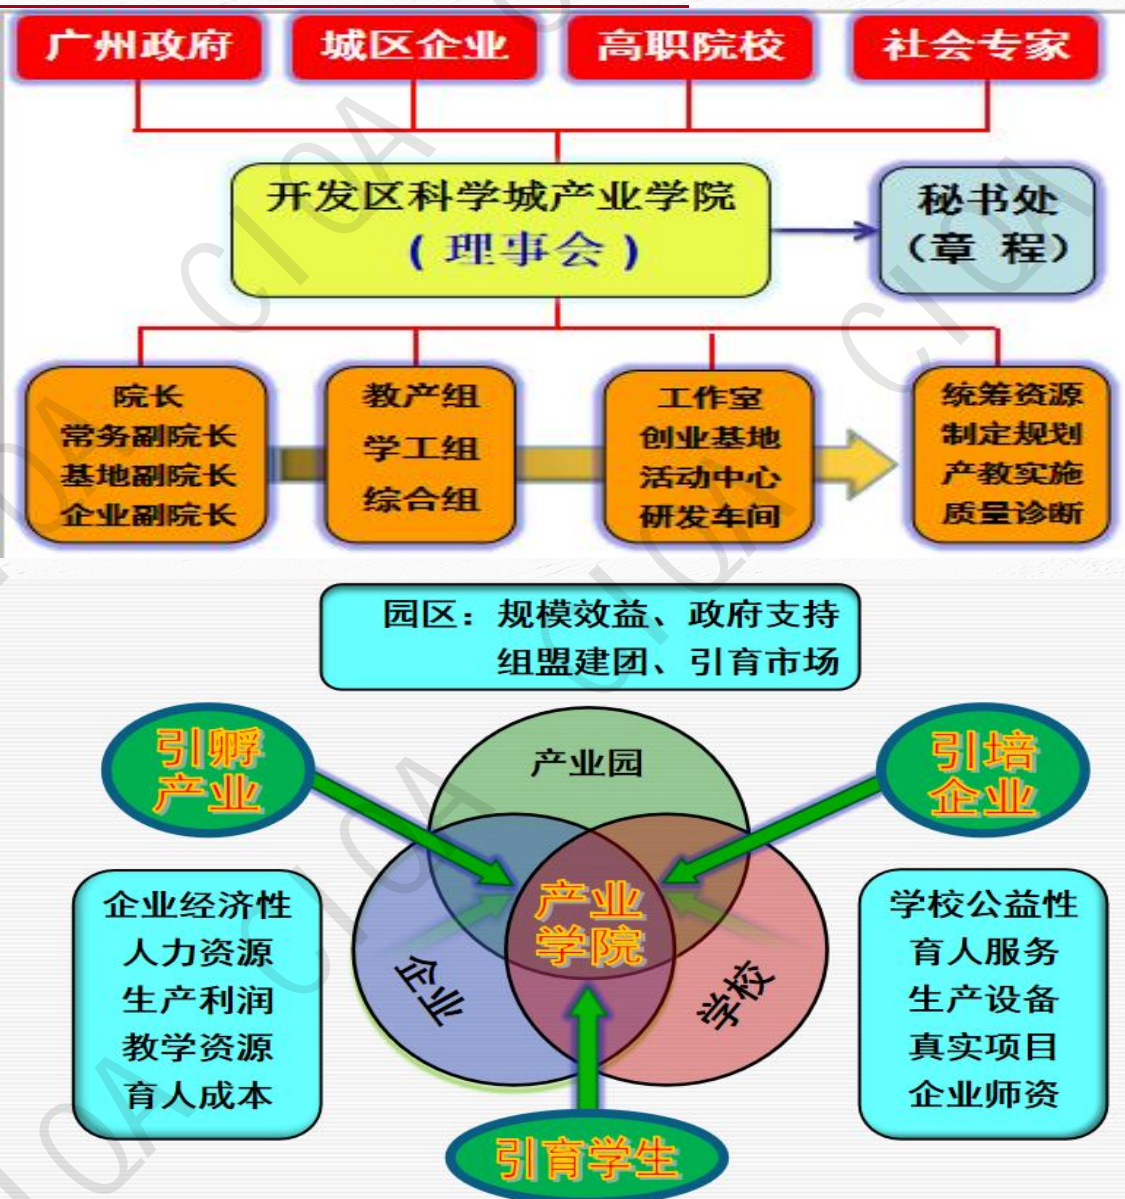 广州政府
城区企业
高职院校
社会专家
开发区科学城产业学院
（理事会）
秘书处
（章 程）
院长
常务副院长
基地副院长
企业副院长
教产组
学工组
综合组
工作室
创业基地
活动中心
研发车间
统筹资源
制定规划
产教实施
质量诊断
园区：规模效益、政府支持
组盟建团、引育市场
引孵
产业
引培
企业
产业园
产业
学院
企业
学校
企业经济性
人力资源
生产利润
教学资源
育人成本
学校公益性
育人服务
生产设备
真实项目
企业师资
引育学生
CIQA
CIQA
CIQA
CIQA
CIQA
CIQA